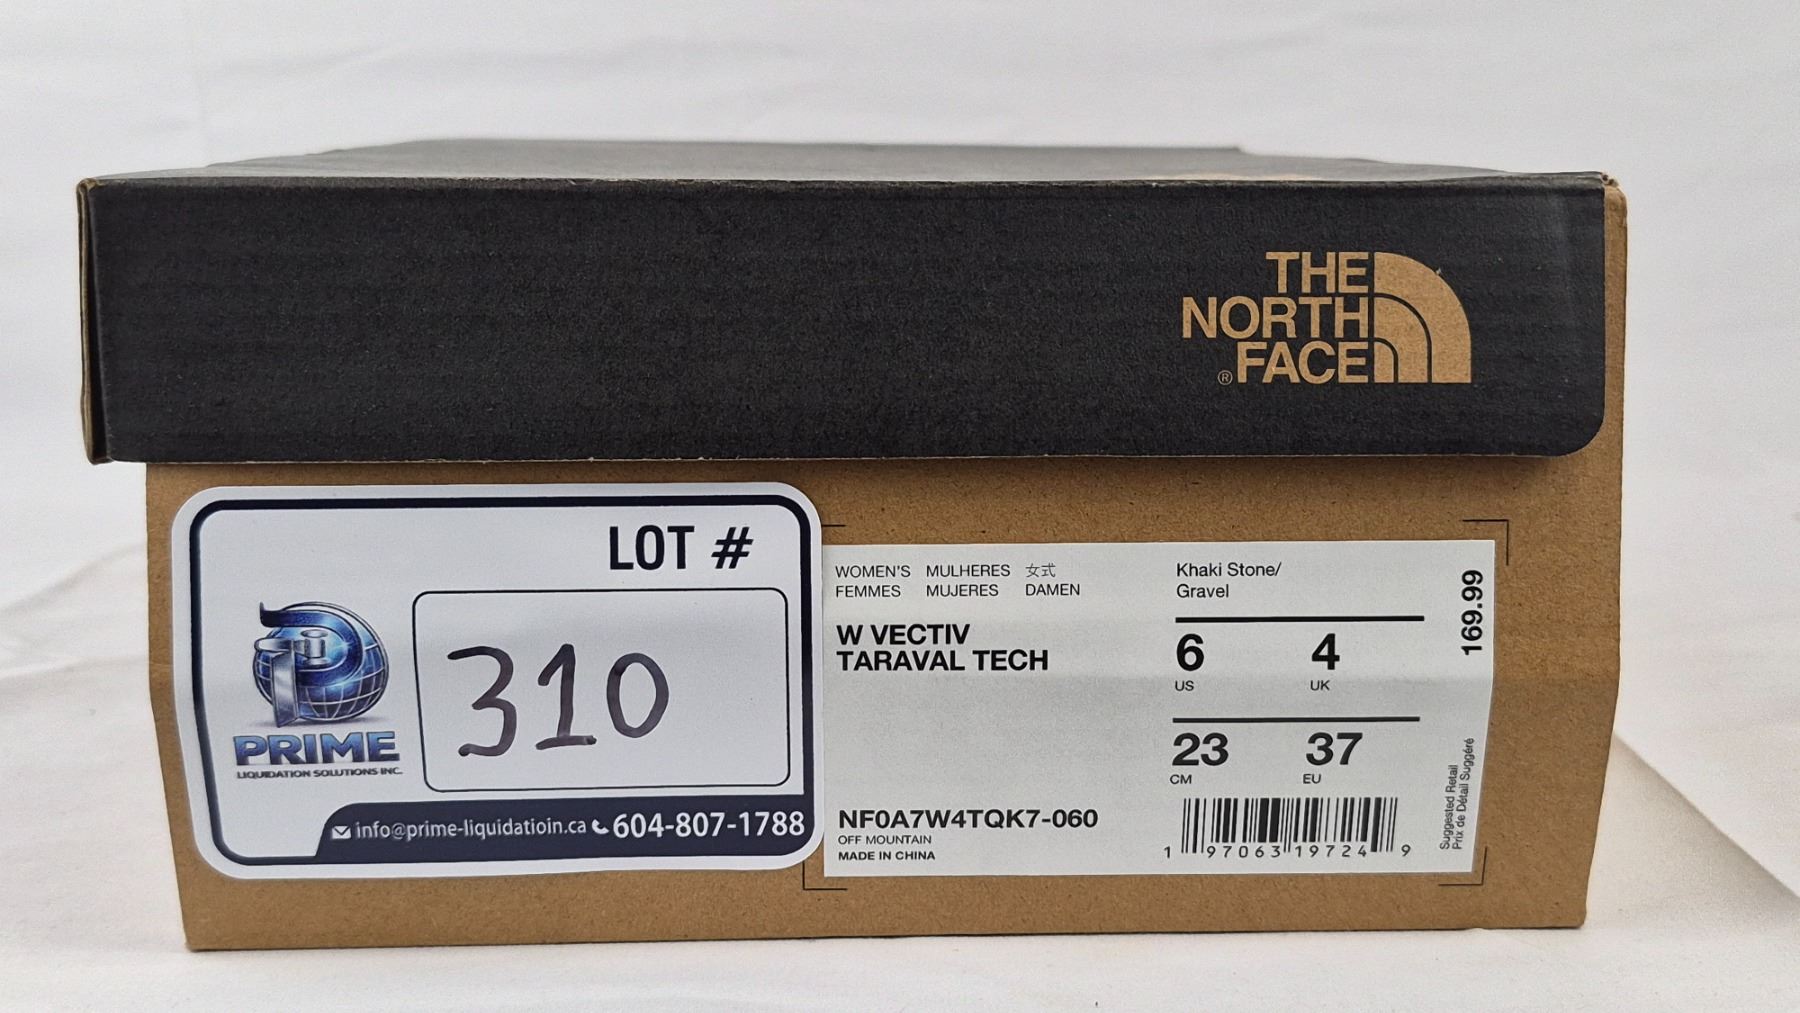 THE
NORTH
FACE
®
LOT #
310
PRIME
LIQUIDATION SOLUTIONS INC.
info@prime-liquidatioin.ca 604-807-1788
WOMEN'S MULHERES 女式
FEMMES MUJERES DAMEN
W VECTIV
TARAVAL TECH
NF0A7W4TQK7-060
OFF MOUNTAIN
MADE IN CHINA
Khaki Stone/
Gravel
6 4
US UK
23 37
CM EU
1 97063 19724 9
169.99
Suggested Retail
Prix de Détail Suggéré